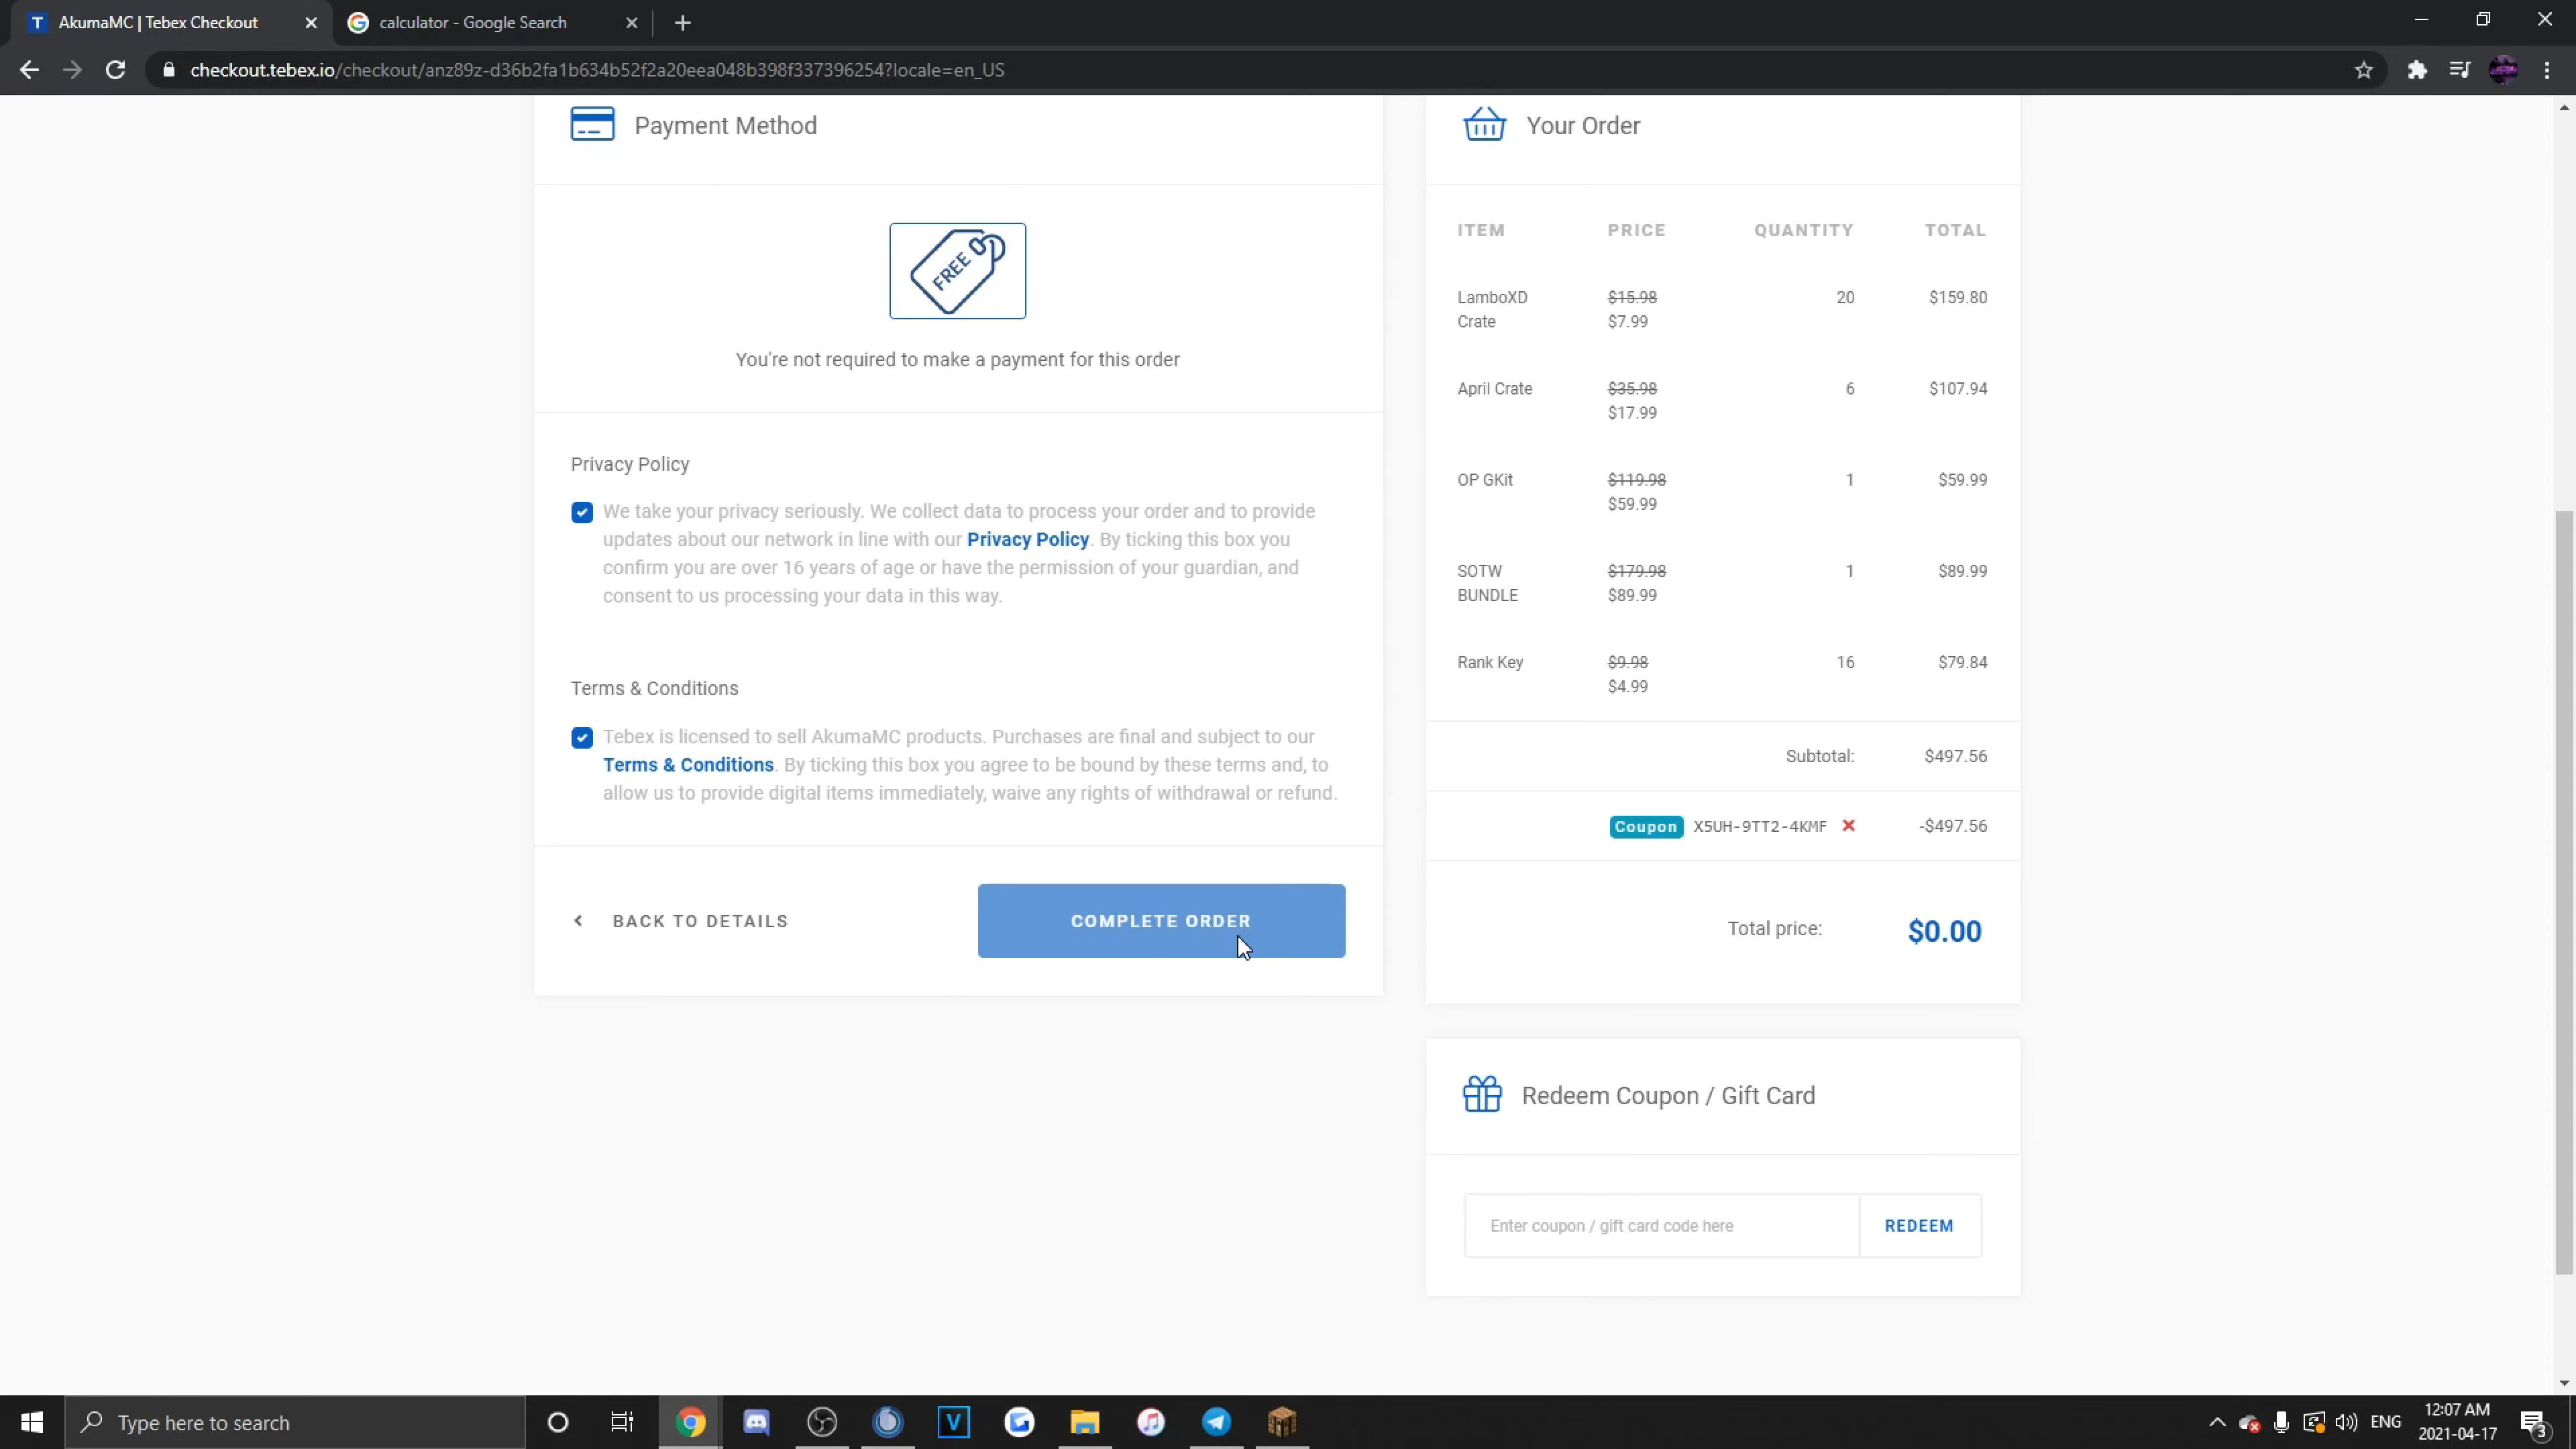 AkumaMC | Tebex Checkout
calculator - Google Search
checkout.tebex.io/checkout/anz89z-d36b2fa1b634b52f2a20eea048b398f337396254?locale=en_US
Payment Method
FREE
You're not required to make a payment for this order
Privacy Policy
We take your privacy seriously. We collect data to process your order and to provide
updates about our network in line with our Privacy Policy. By ticking this box you
confirm you are over 16 years of age or have the permission of your guardian, and
consent to us processing your data in this way.
Terms & Conditions
Tebex is licensed to sell AkumaMC products. Purchases are final and subject to our
Terms & Conditions. By ticking this box you agree to be bound by these terms and, to
allow us to provide digital items immediately, waive any rights of withdrawal or refund.
BACK TO DETAILS
COMPLETE ORDER
Your Order
ITEM PRICE QUANTITY TOTAL
LamboXD $15.98 20 $159.80
Crate $7.99
April Crate $35.98 6 $107.94
$17.99
OP GKit $119.98 1 $59.99
$59.99
SOTW $179.98 1 $89.99
BUNDLE $89.99
Rank Key $9.98 16 $79.84
$4.99
Subtotal: $497.56
Coupon X5UH-9TT2-4KMF -$497.56
Total price: $0.00
Redeem Coupon / Gift Card
Enter coupon / gift card code here REDEEM
Type here to search
ENG
12:07 AM
2021-04-17
3